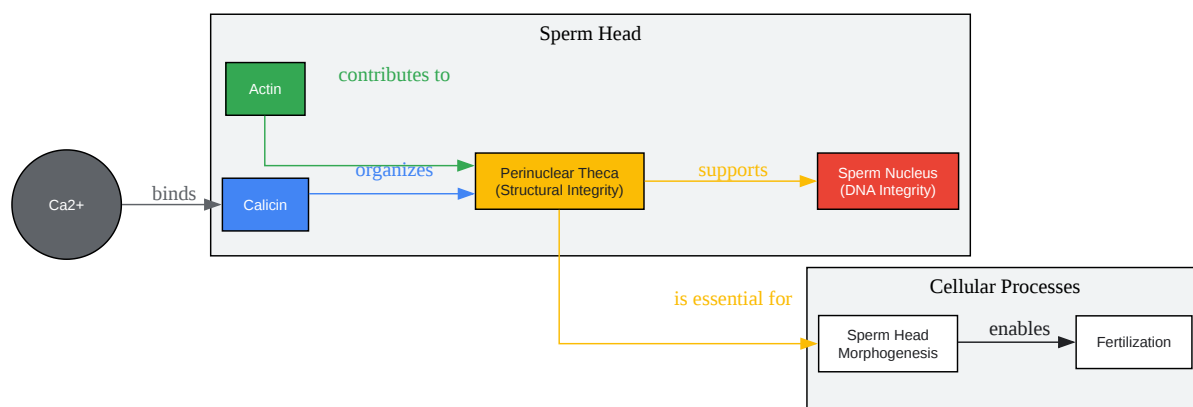 Sperm Head
Actin
contributes to
organizes
Perinuclear Theca
(Structural Integrity)
supports
Sperm Nucleus
(DNA Integrity)
Ca2+
binds
Calicin
Cellular Processes
is essential for
Sperm Head
Morphogenesis
enables
Fertilization